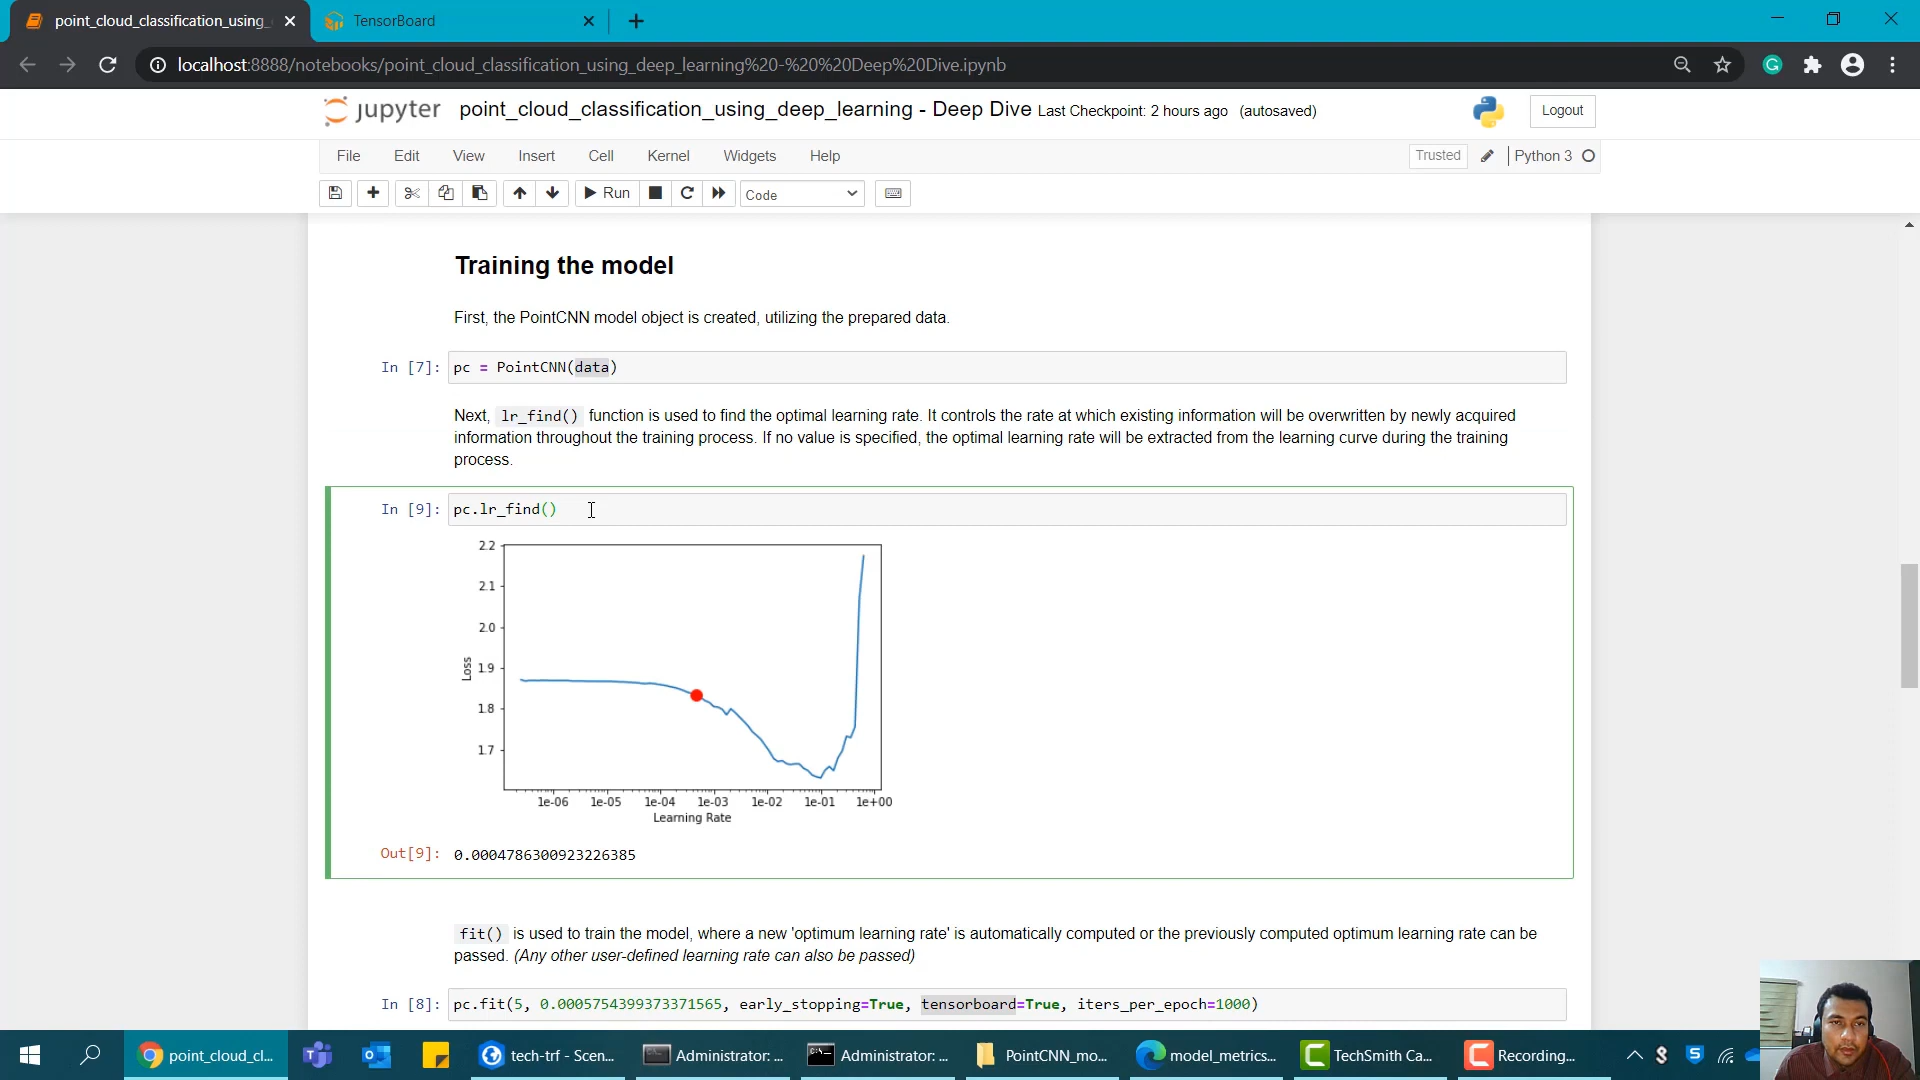 point_cloud_classification_using_
TensorBoard
localhost:8888/notebooks/point_cloud_classification_using_deep_learning%20-%20%20Deep%20Dive.ipynb
jupyter point_cloud_classification_using_deep_learning - Deep Dive Last Checkpoint: 2 hours ago (autosaved)
Logout
File Edit View Insert Cell Kernel Widgets Help
Trusted Python 3
Run Code
Training the model
First, the PointCNN model object is created, utilizing the prepared data.
In [7]: pc = PointCNN(data)
Next, lr_find() function is used to find the optimal learning rate. It controls the rate at which existing information will be overwritten by newly acquired
information throughout the training process. If no value is specified, the optimal learning rate will be extracted from the learning curve during the training
process.
In [9]: pc.lr_find()
2.2
2.1
2.0
1.9
1.8
1.7
Loss
1e-06 1e-05 1e-04 1e-03 1e-02 1e-01 1e+00
Learning Rate
Out[9]: 0.0004786300923226385
fit() is used to train the model, where a new 'optimum learning rate' is automatically computed or the previously computed optimum learning rate can be
passed. (Any other user-defined learning rate can also be passed)
In [8]: pc.fit(5, 0.0005754399373371565, early_stopping=True, tensorboard=True, iters_per_epoch=1000)
point_cloud_cl...
tech-trf - Scen...
Administrator: ...
Administrator: ...
PointCNN_mo...
model_metrics...
TechSmith Ca...
Recording...